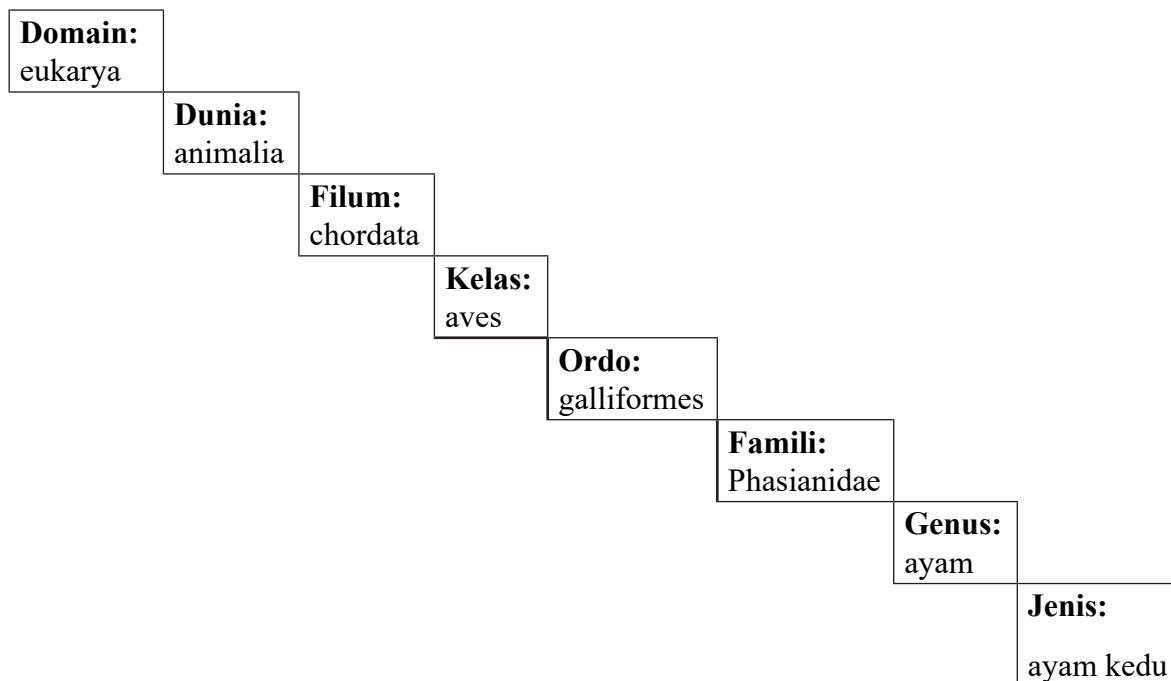 Domain:
eukarya
Dunia:
animalia
Filum:
chordata
Kelas:
aves
Ordo:
galliformes
Famili:
Phasianidae
Genus:
ayam
Jenis:
ayam kedu